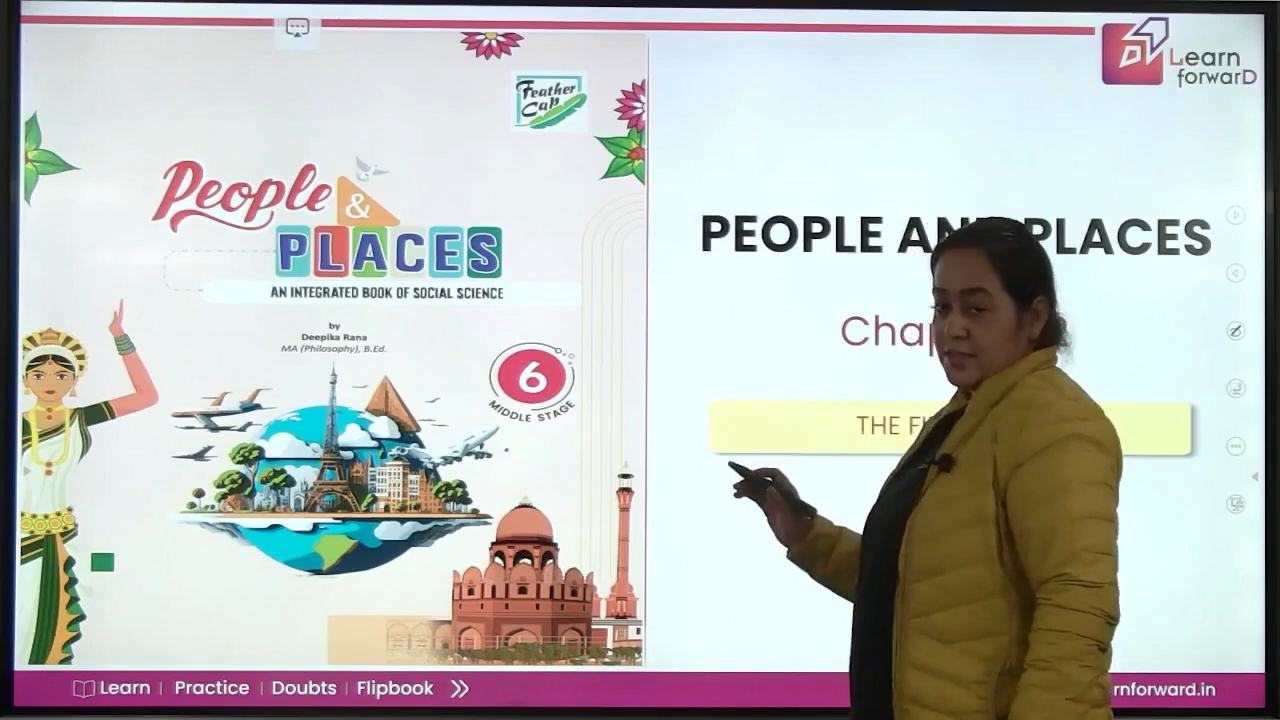 Feather
Cap
People &
PLACES
AN INTEGRATED BOOK OF SOCIAL SCIENCE
by
Deepika Rana
MA (Philosophy), B.Ed.
6
MIDDLE STAGE
Learn
forwarD
PEOPLE AN PLACES
Chap
THE F
Learn | Practice | Doubts | Flipbook
rnforward.in